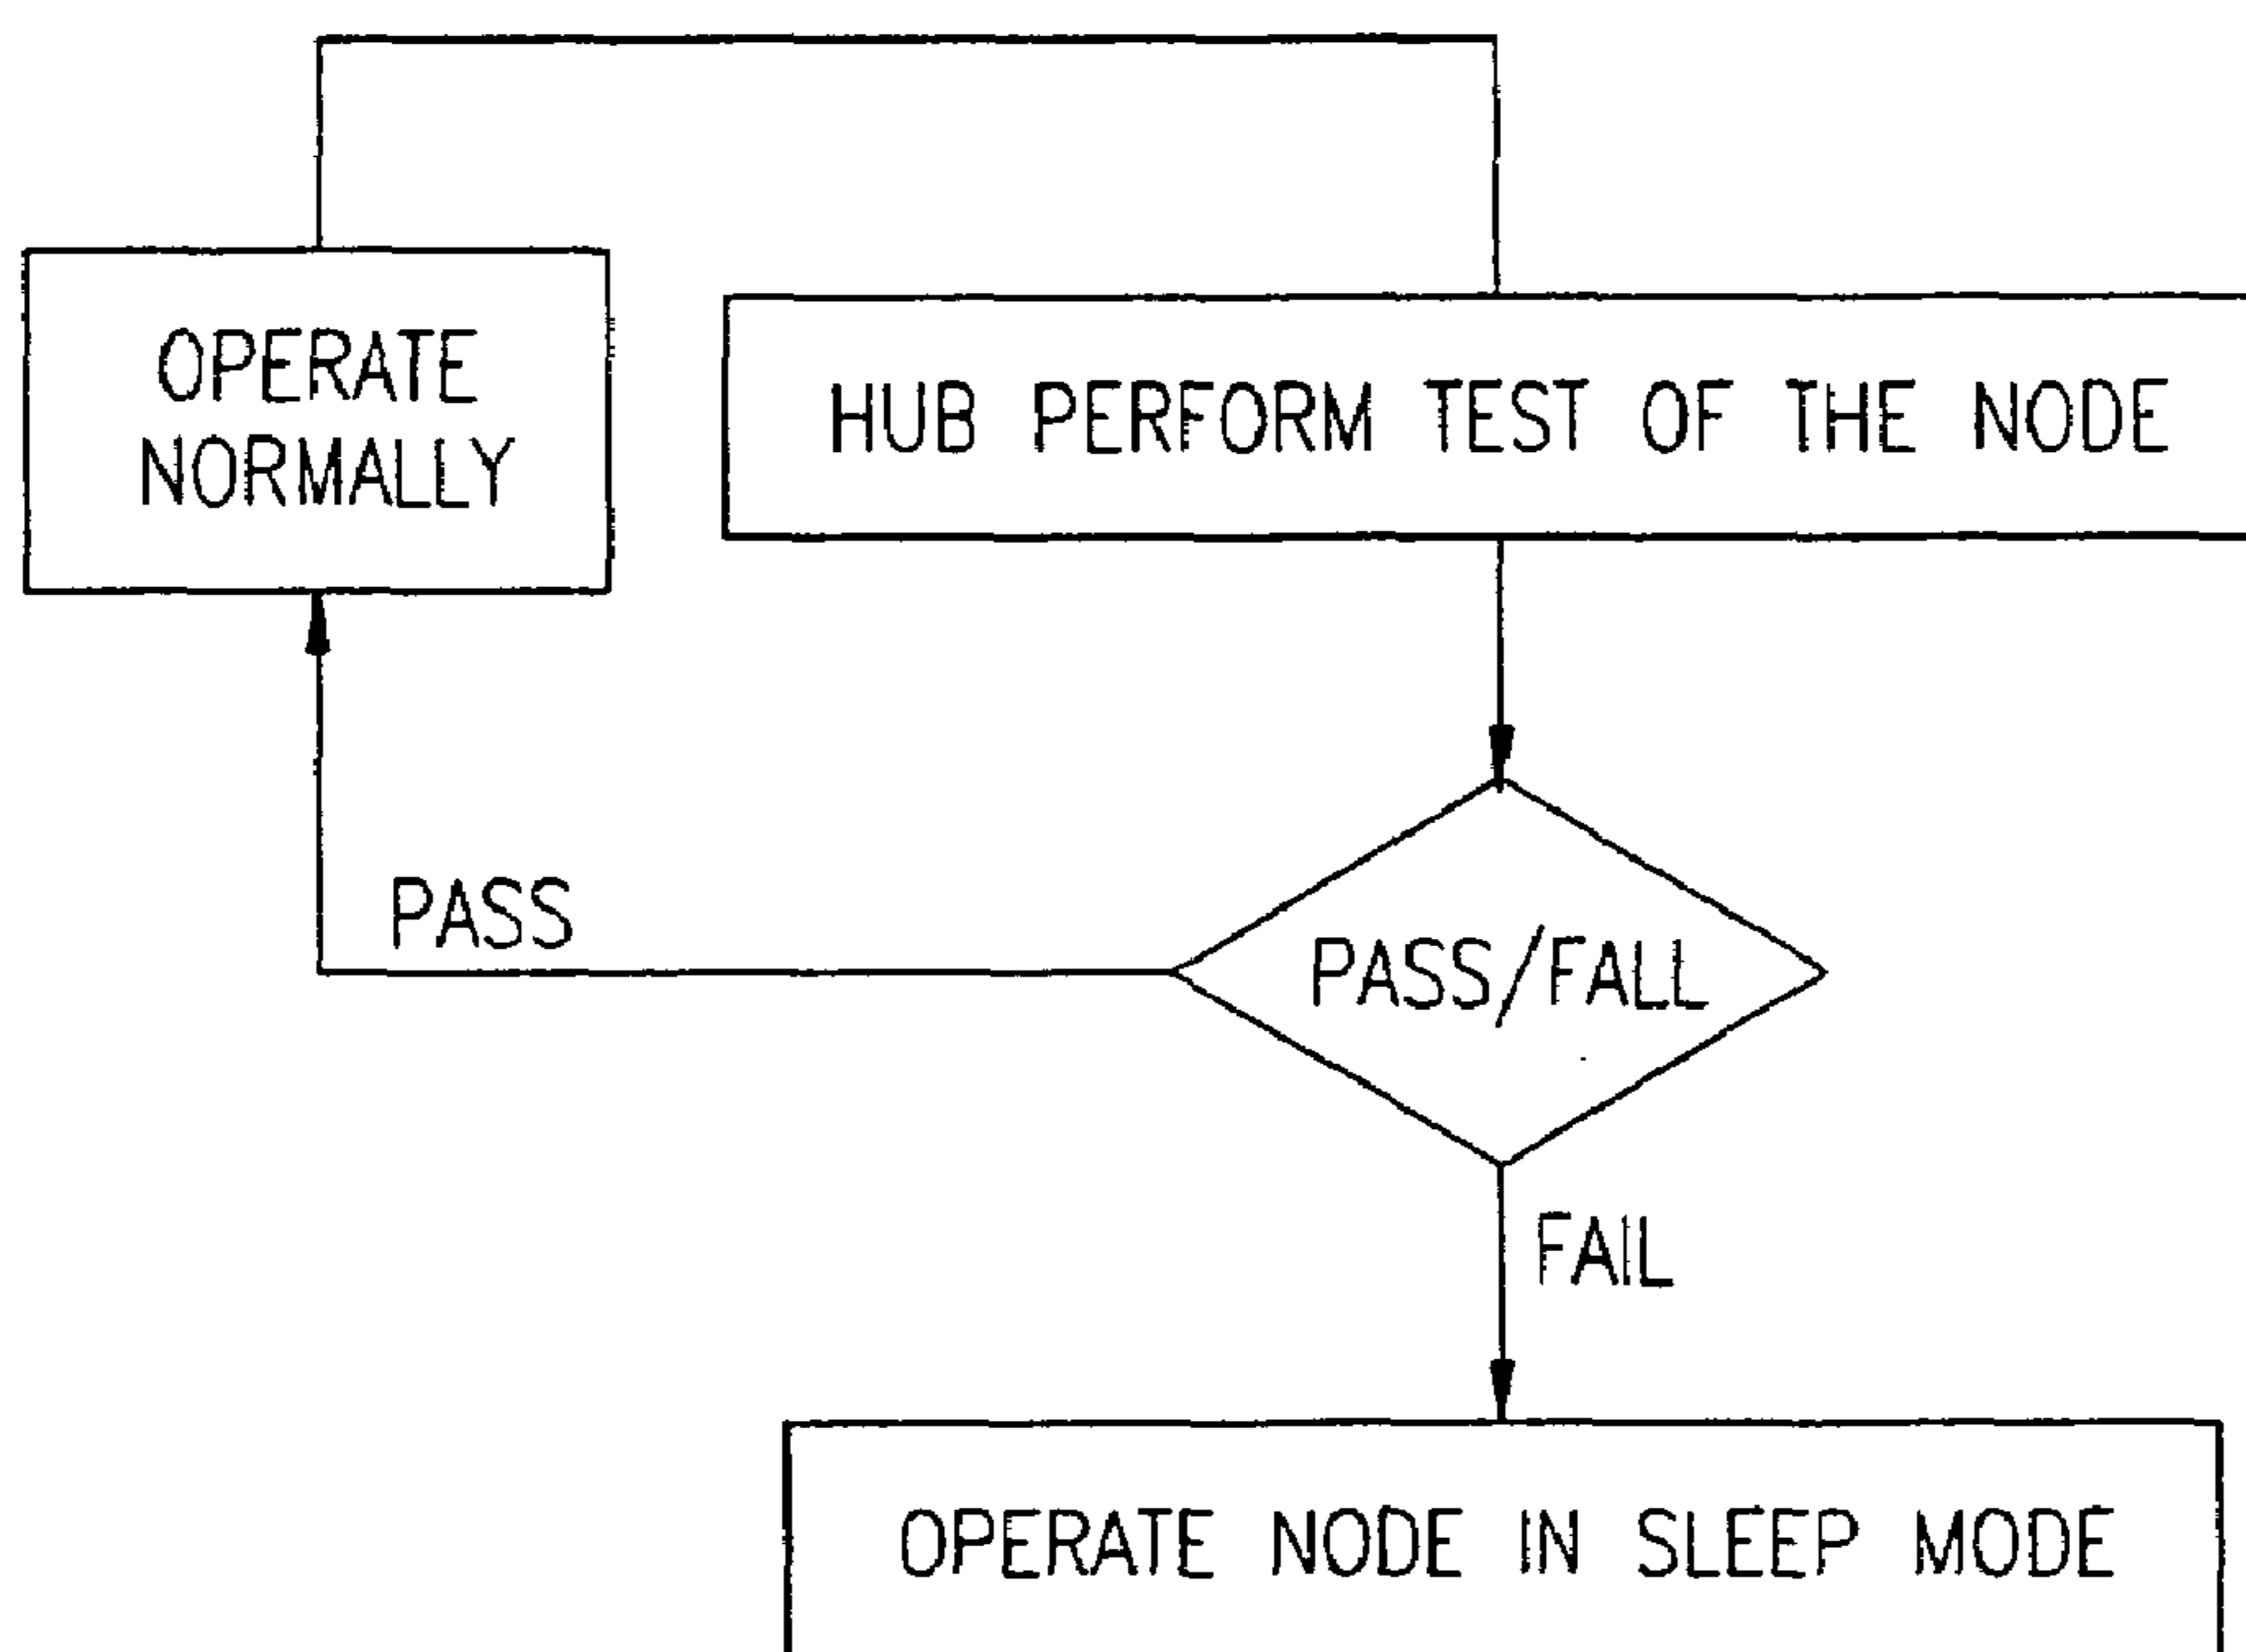 OPERATE
NORMALLY
HUB PERFORM TEST OF THE NODE
PASS
PASS/FALL
FAIL
OPERATE NODE IN SLEEP MODE